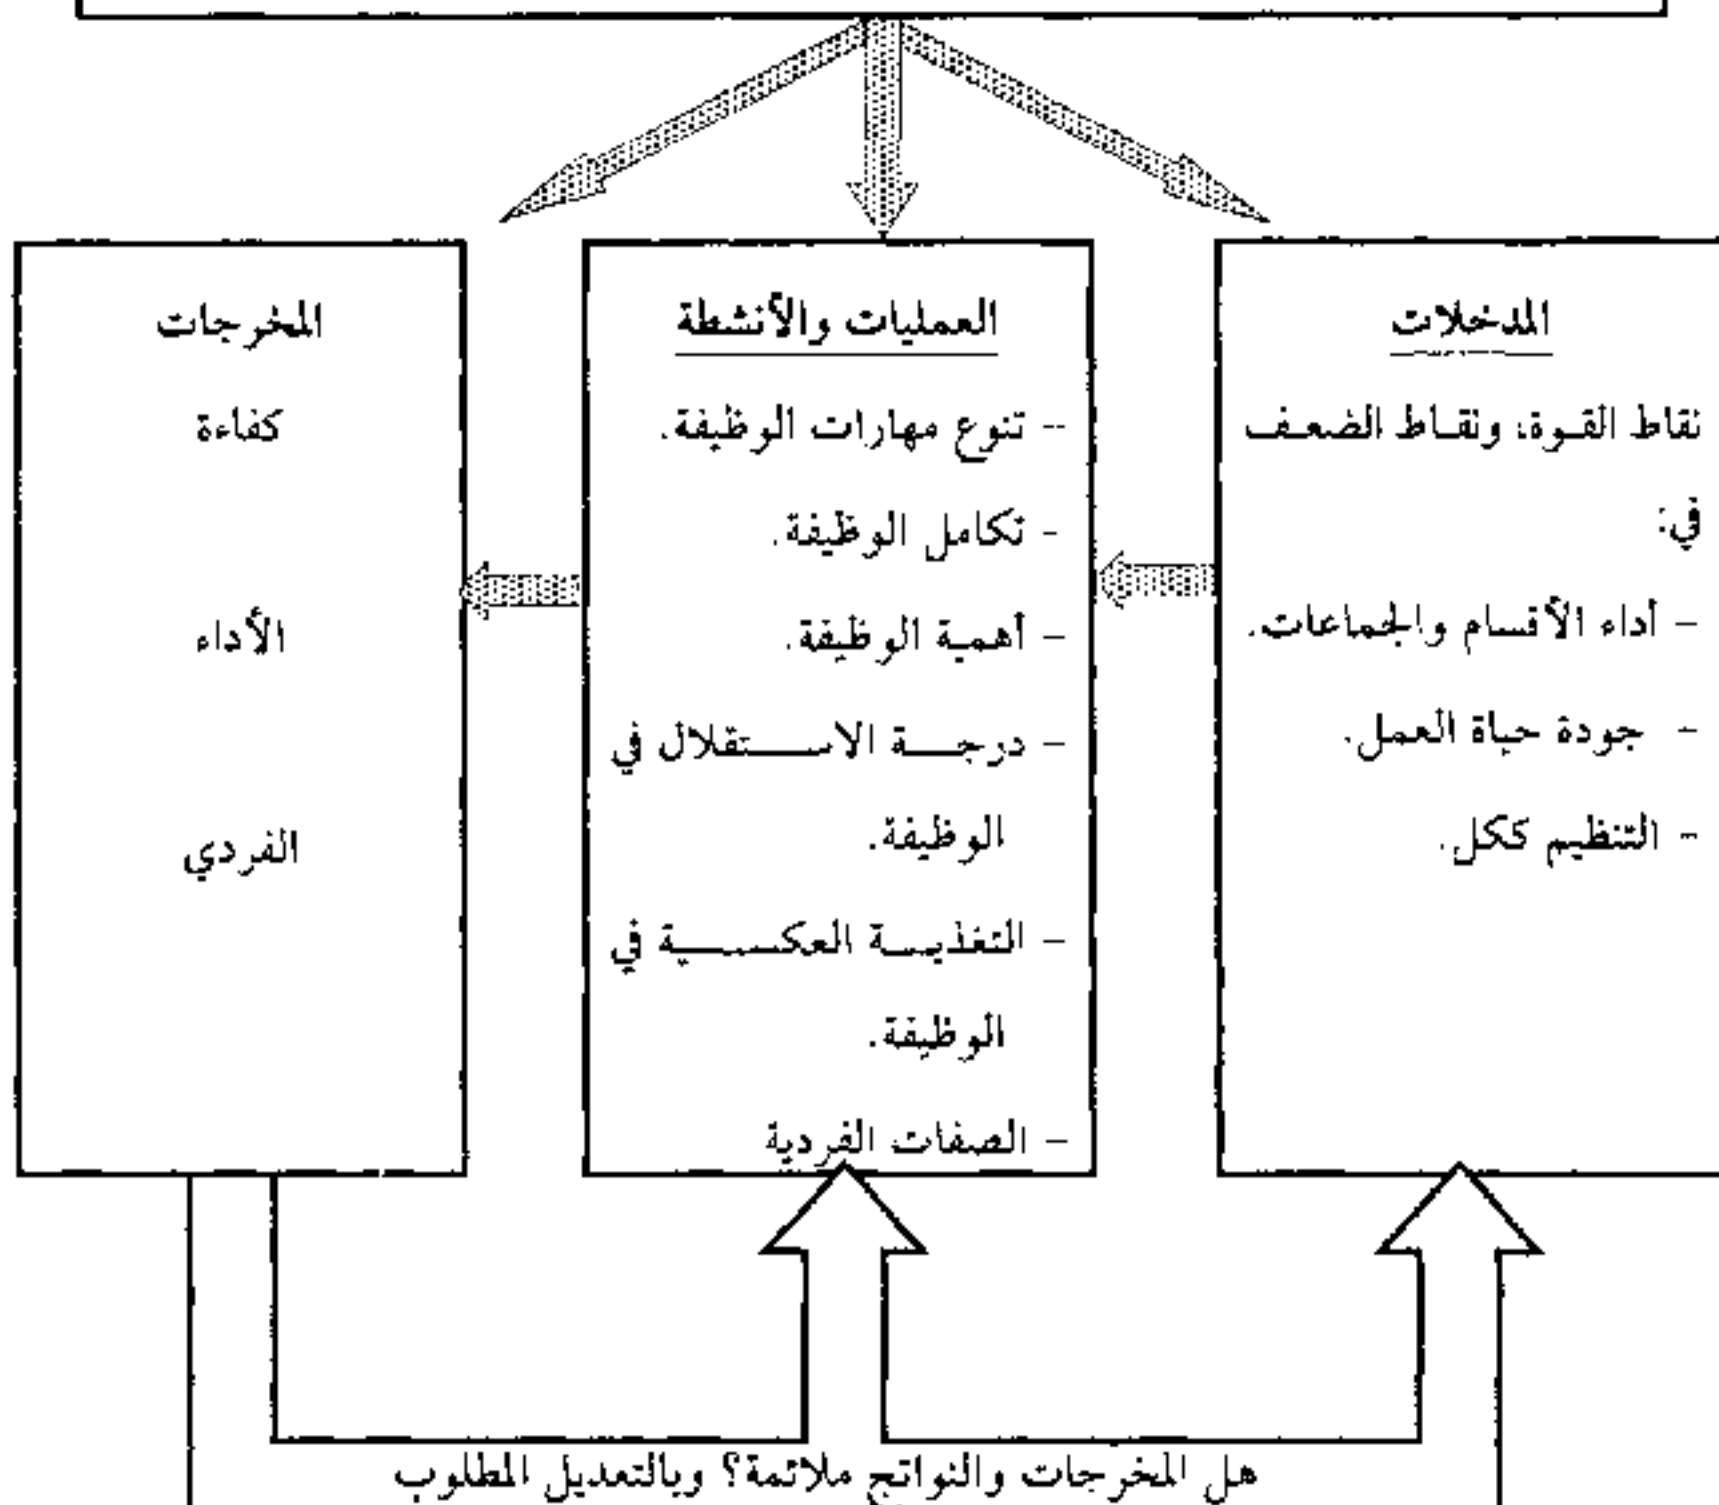 المدخلات
نقاط القوة، ونقاط الضعف
في:
- أداء الأقسام والجماعات.
- جودة حياة العمل.
- التنظيم ككل.
العمليات والأنشطة
- تنوع مهارات الوظيفة.
- تكامل الوظيفة.
- أهمية الوظيفة.
- درجة الاستقلال في
الوظيفة.
- التغذية العكسية في
الوظيفة.
- الصفات الفردية
المخرجات
كفاءة
الأداء
الفردي
هل المخرجات والنواتج ملائمة؟ وبالتعديل المطلوب